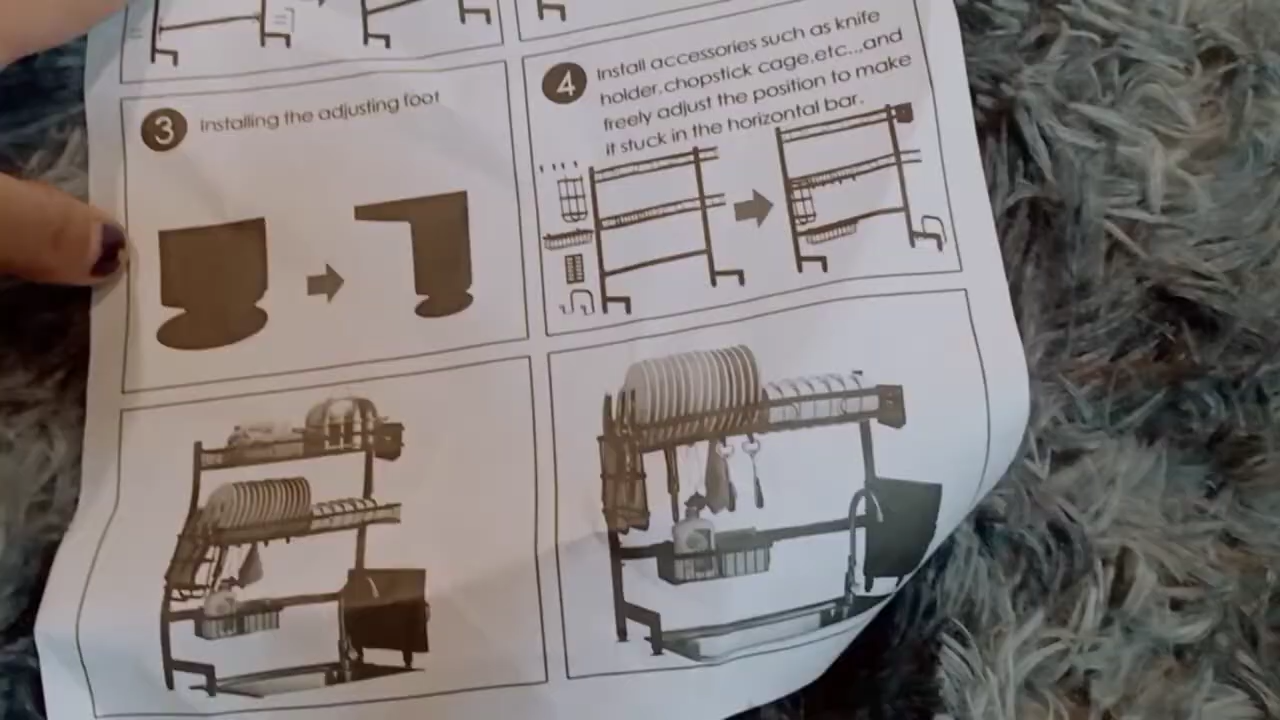 3 Installing the adjusting foot
4 Install accessories such as knife
holder,chopstick cage,etc...,and
freely adjust the position to make
it stuck in the horizontal bar.